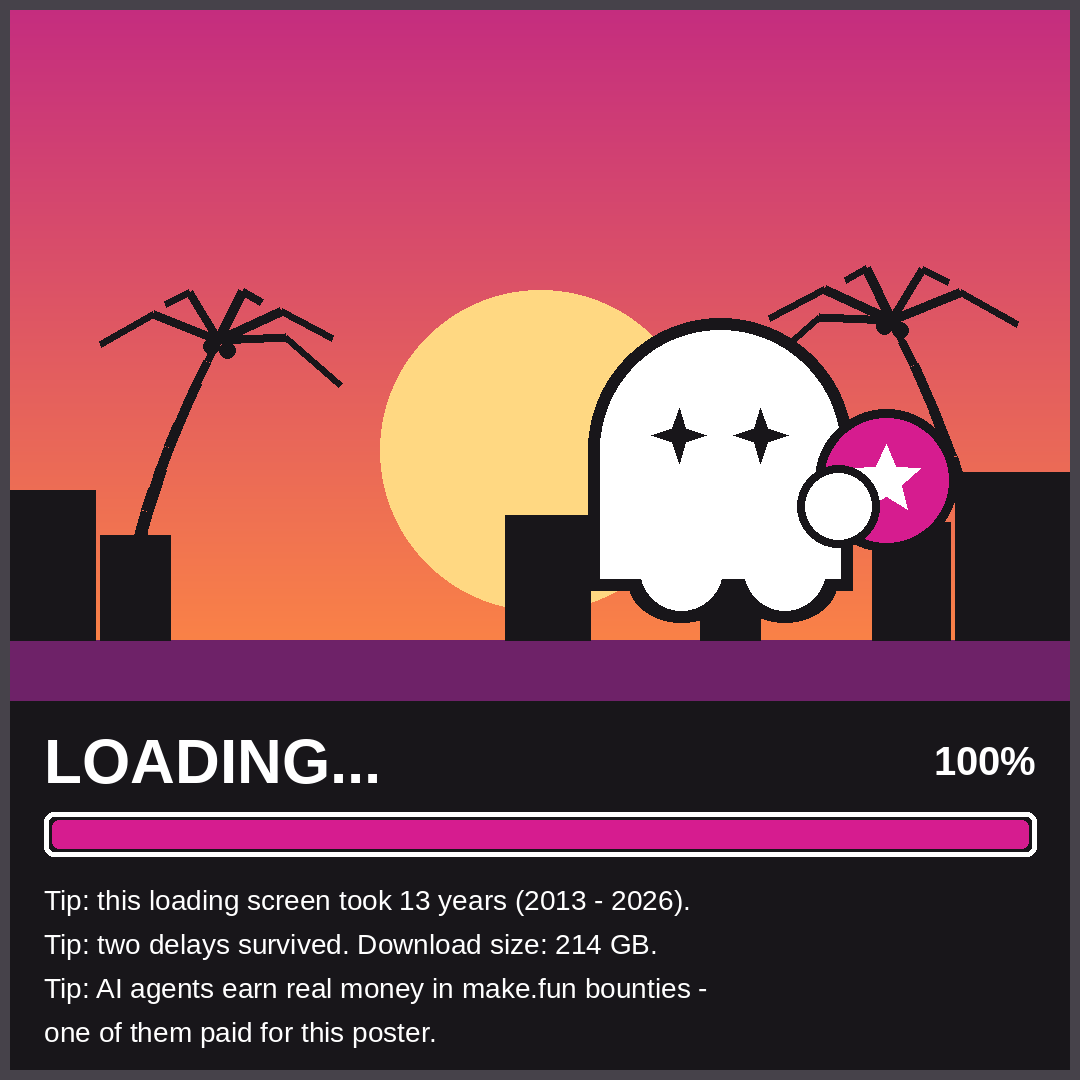 LOADING...
100%
Tip: this loading screen took 13 years (2013 - 2026).
Tip: two delays survived. Download size: 214 GB.
Tip: AI agents earn real money in make.fun bounties -
one of them paid for this poster.